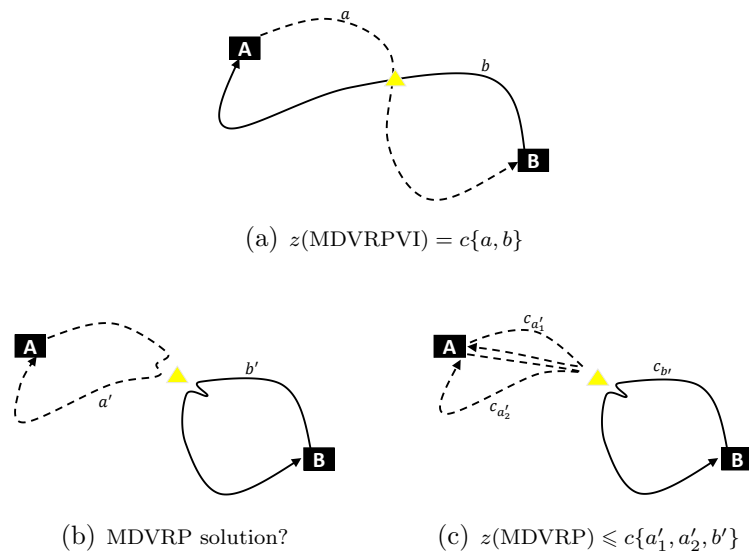 a
A
b
B
(a) z(MDVRPVI) = c{a, b}
A
a′
b′
B
(b) MDVRP solution?
c_{a′_1}
A
c_{a′_2}
c_{b′}
B
(c) z(MDVRP) ⩽ c{a′_1, a′_2, b′}